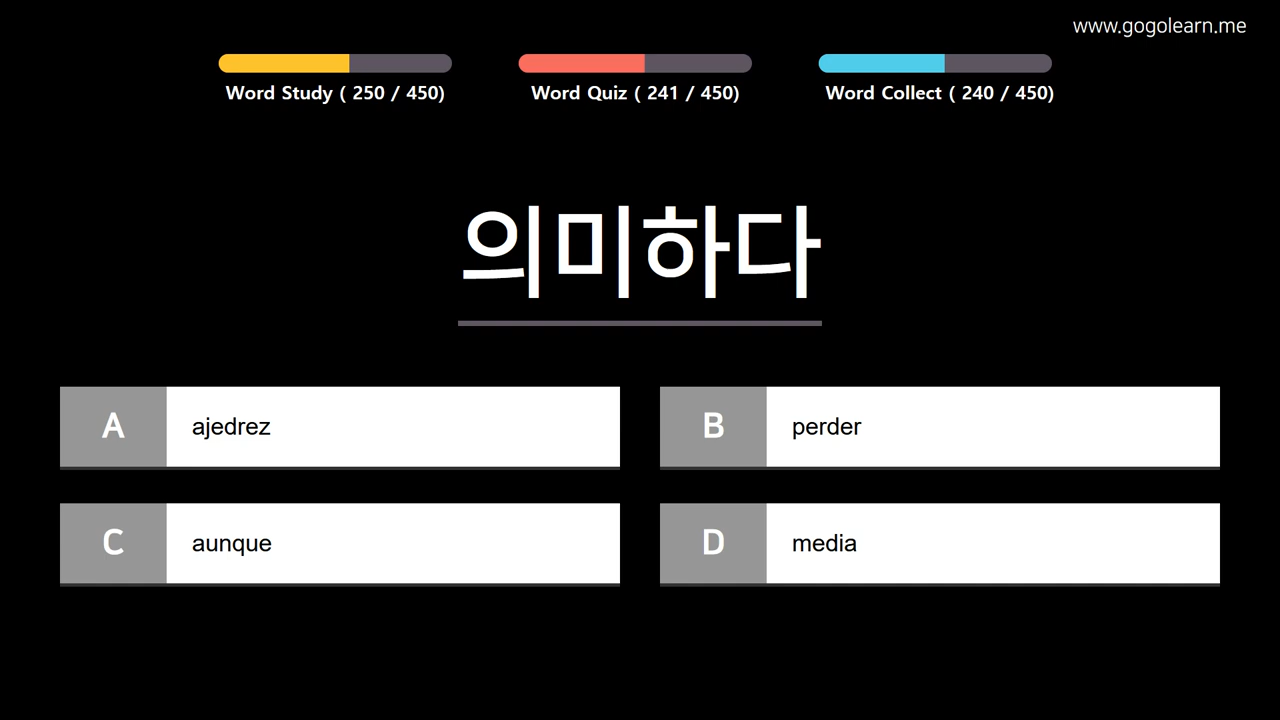 www.gogolearn.me
Word Study ( 250 / 450)
Word Quiz ( 241 / 450)
Word Collect ( 240 / 450)
의미하다
A ajedrez
B perder
C aunque
D media